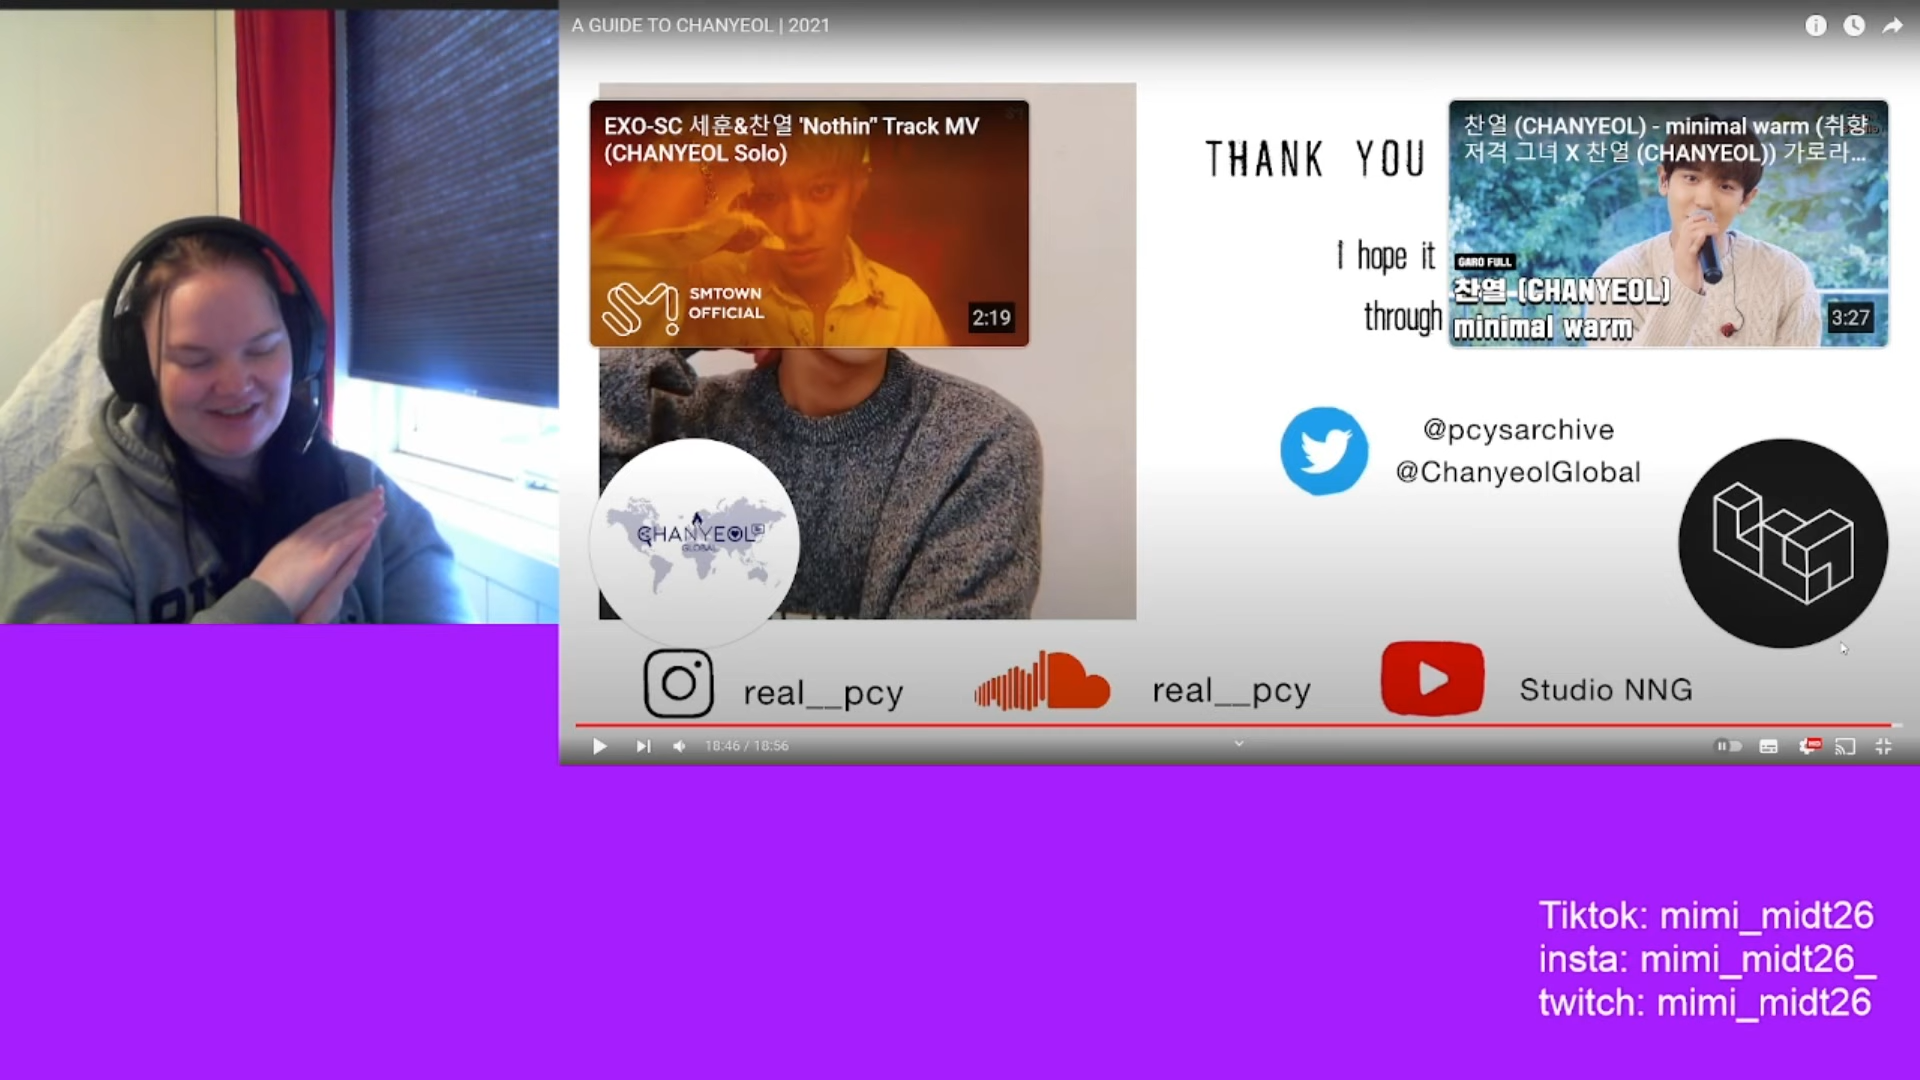 A GUIDE TO CHANYEOL | 2021
EXO-SC 세훈&찬열 'Nothin'' Track MV
(CHANYEOL Solo)
SMTOWN
OFFICIAL
2:19
THANK YOU
I hope it
through
찬열 (CHANYEOL) - minimal warm (취향
저격 그녀 X 찬열 (CHANYEOL)) 가로라...
GARO FULL
찬열 (CHANYEOL)
minimal warm
3:27
@pcysarchive
@ChanyeolGlobal
CHANYEOL
GLOBAL
real__pcy
real__pcy
Studio NNG
18:46 / 18:56
HD
Tiktok: mimi_midt26
insta: mimi_midt26_
twitch: mimi_midt26